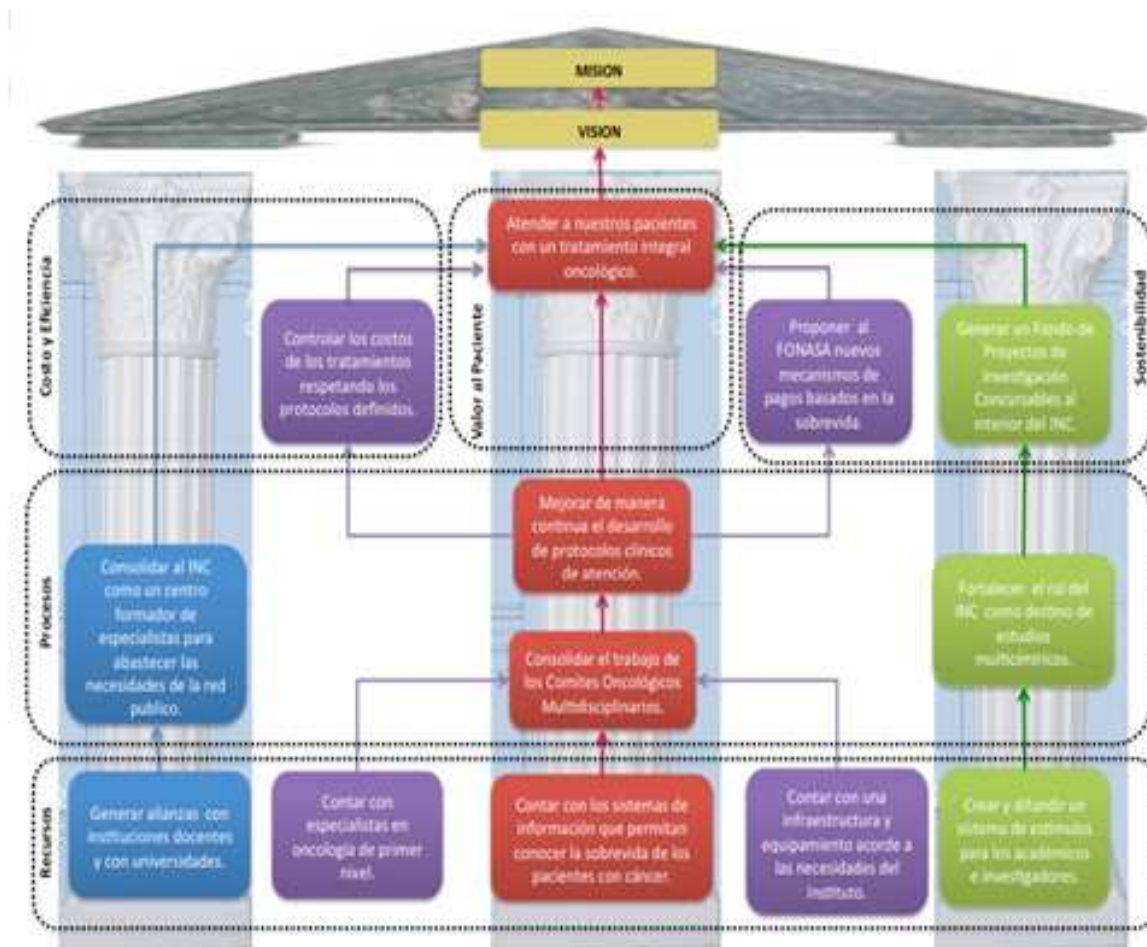 MISION
VISION
Costo y Eficiencia
Valor al Paciente
Sostenibilidad
Atender a nuestros pacientes
con un tratamiento integral
oncológico.
Controlar los costos
de los tratamientos
respetando los
protocolos definidos.
Proponer al
FONASA nuevos
mecanismos de
pagos basados en la
sobrevida.
Generar un Fondo de
Proyectos de
Investigación
Concursables al
interior del INC.
Procesos
Consolidar al INC
como un centro
formador de
especialistas para
abastecer las
necesidades de la red
publico.
Mejorar de manera
continua el desarrollo
de protocolos clínicos
de atención.
Consolidar el trabajo de
los Comites Oncológicos
Multidisciplinarios.
Fortalecer el rol del
INC como destino de
estudios
multicéntricos.
Recursos
Generar alianzas con
instituciones docentes
y con universidades.
Contar con
especialistas en
oncología de primer
nivel.
Contar con los sistemas de
información que permitan
conocer la sobrevida de los
pacientes con cáncer.
Contar con una
infraestructura y
equipamiento acorde a
las necesidades del
Instituto.
Crear y difundir un
sistema de estímulos
para los académicos
e investigadores.